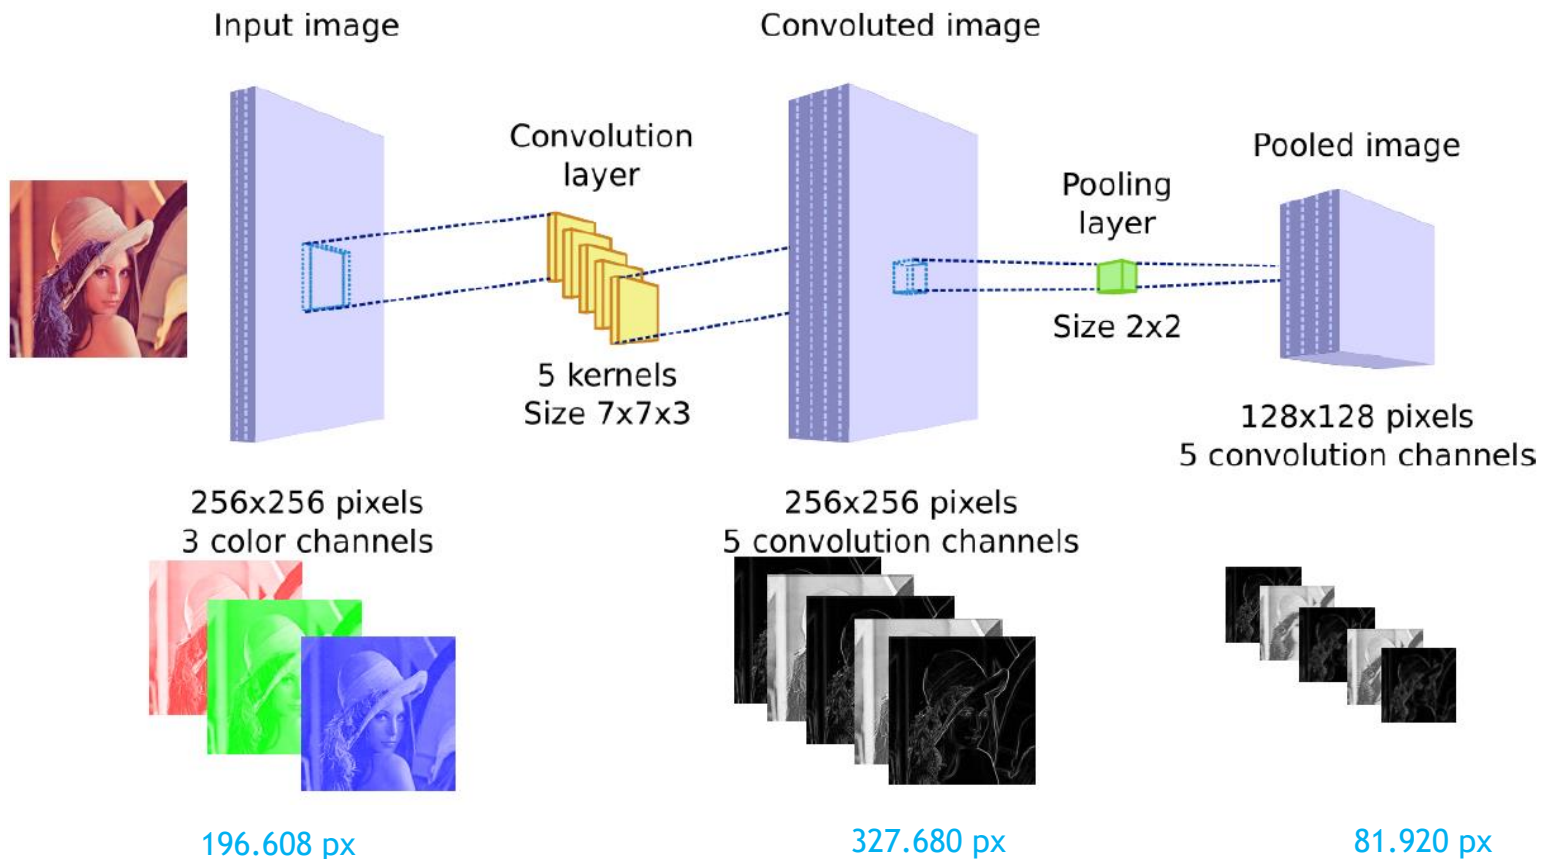 Input image
Convoluted image
Convolution
layer
Pooled image
Pooling
layer
Size 2x2
5 kernels
Size 7x7x3
128x128 pixels
5 convolution channels
256x256 pixels
3 color channels
256x256 pixels
5 convolution channels
196.608 px
327.680 px
81.920 px